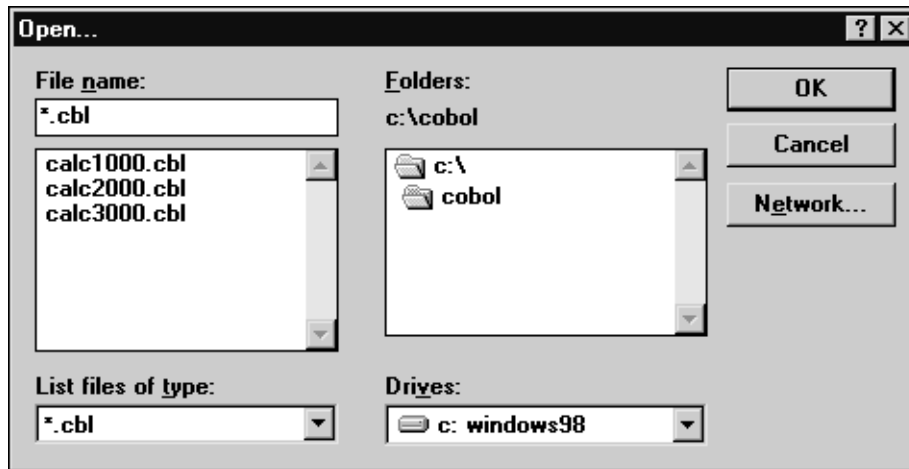 Open...
File name:
*.cbl
calc1000.cbl
calc2000.cbl
calc3000.cbl
List files of type:
*.cbl
Folders:
c:\cobol
c:\
cobol
Drives:
c: windows98
OK
Cancel
Network...